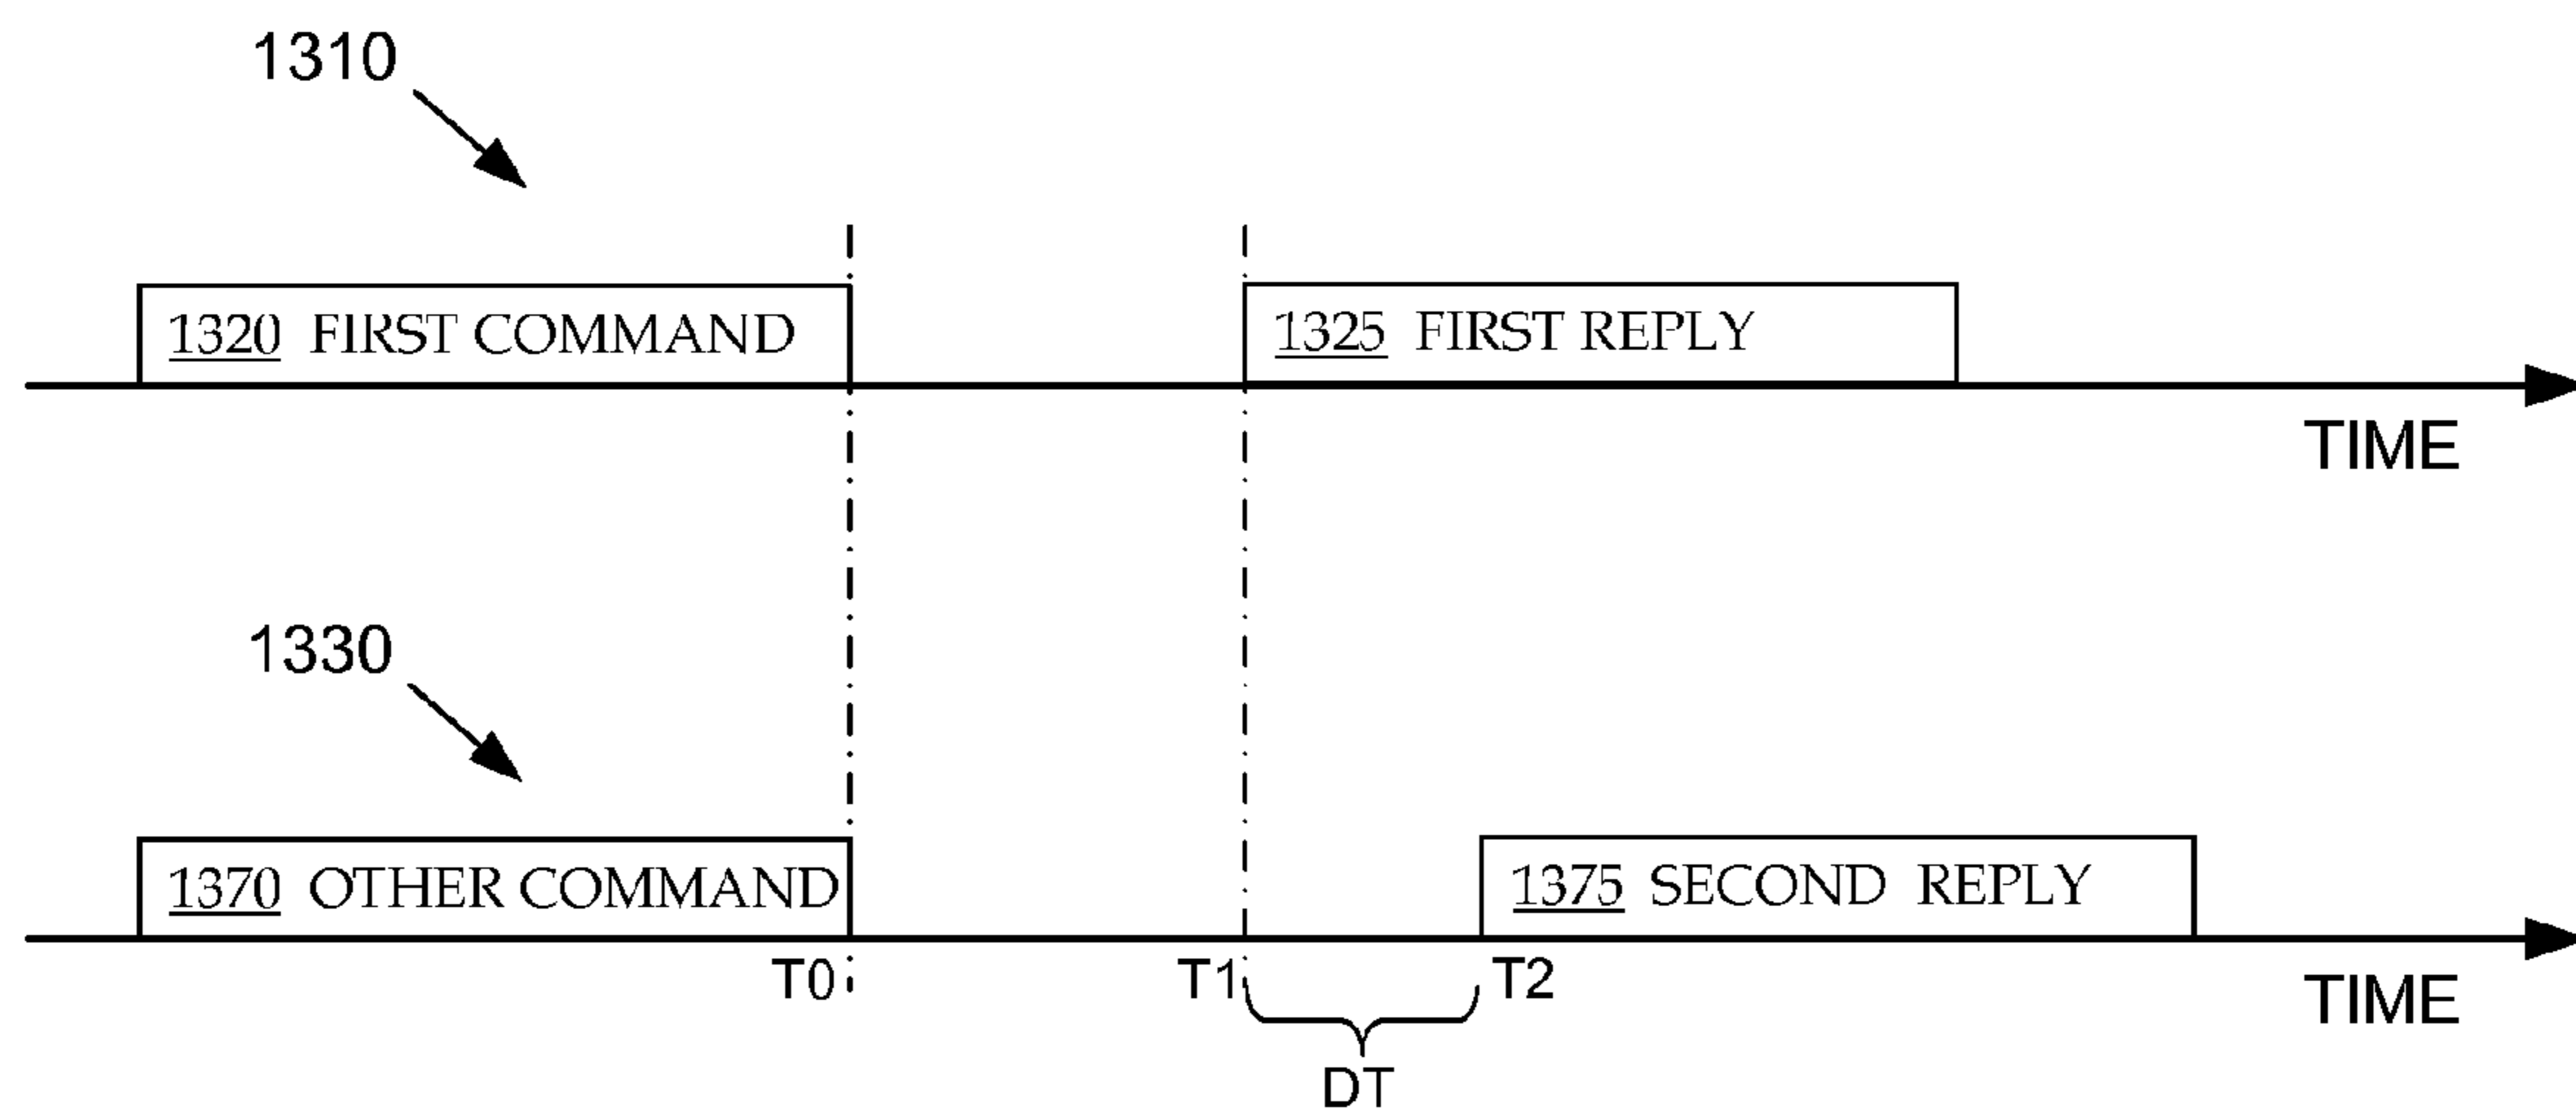 1310
1320 FIRST COMMAND
1325 FIRST REPLY
TIME
1330
1370 OTHER COMMAND
1375 SECOND REPLY
T0
T1
T2
TIME
DT